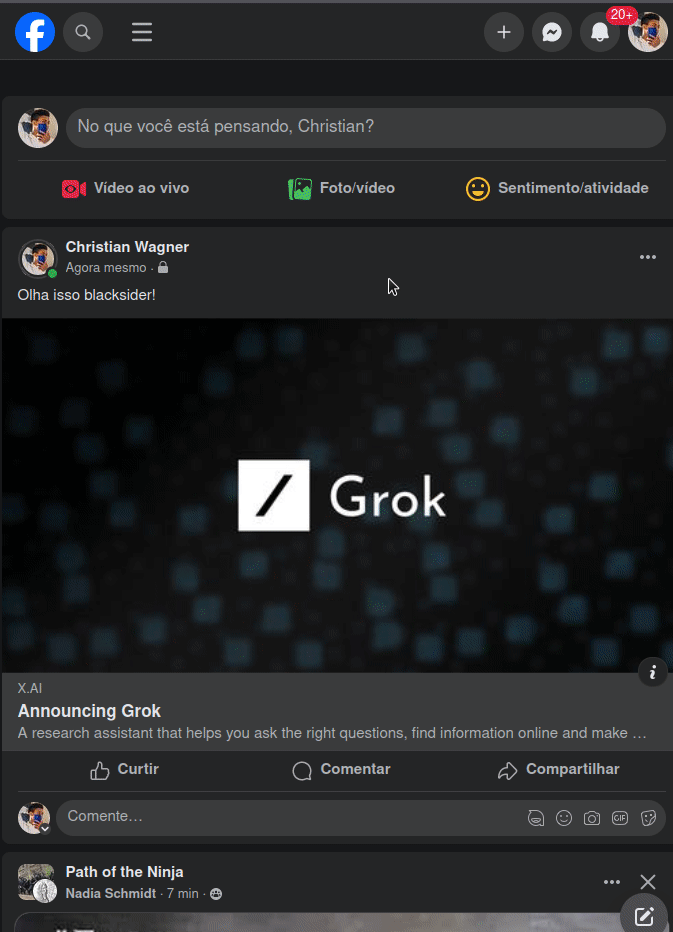 20+
No que você está pensando, Christian?
Vídeo ao vivo
Foto/vídeo
Sentimento/atividade
Christian Wagner
Agora mesmo ·
Olha isso blacksider!
Grok
X.AI
Announcing Grok
A research assistant that helps you ask the right questions, find information online and make …
Curtir
Comentar
Compartilhar
Comente…
GIF
Path of the Ninja
Nadia Schmidt · 7 min ·